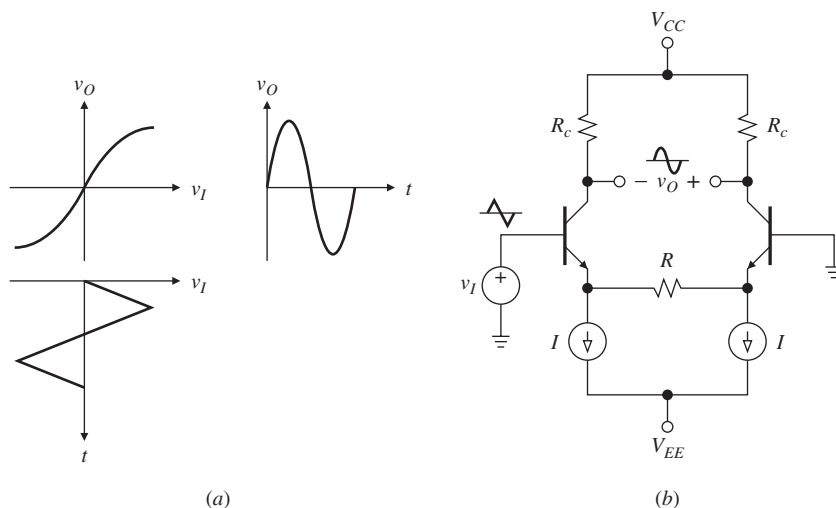 v_O
v_I
v_I
t
v_O
t
(a)
V_CC
R_c
R_c
− v_O +
v_I
+
R
I
I
V_EE
(b)